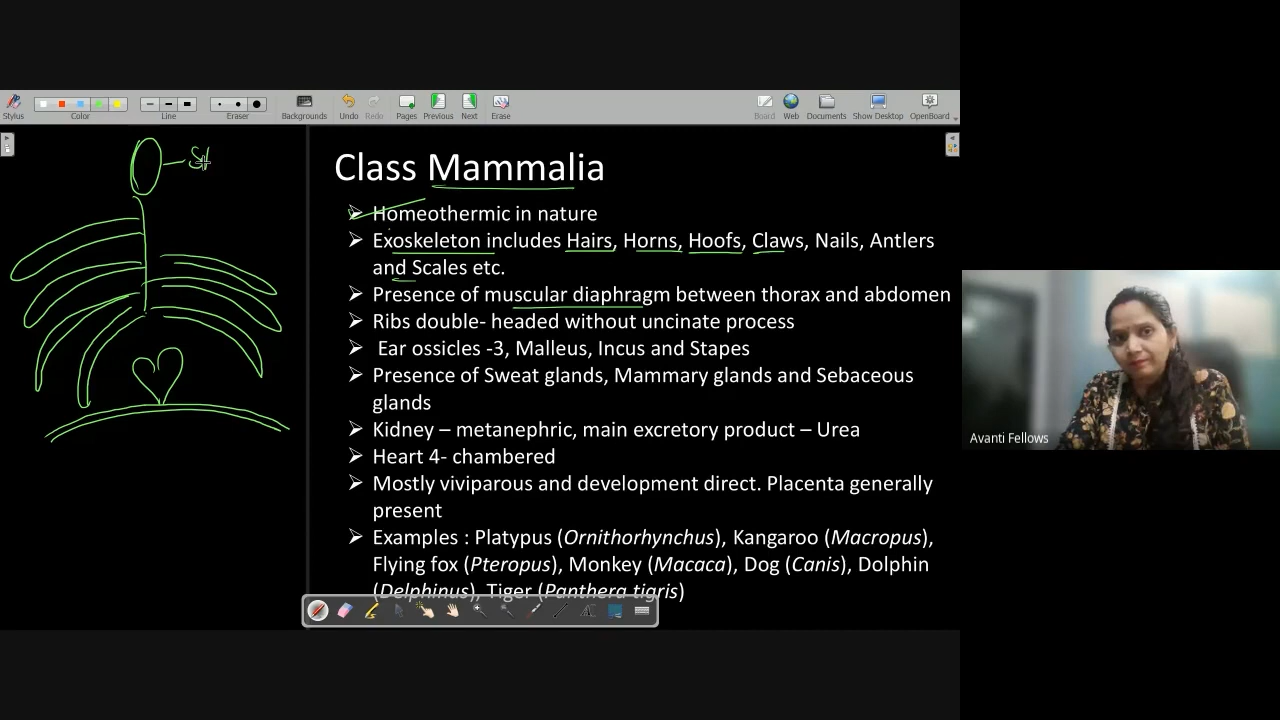 Stylus
Color
Line
Eraser
Backgrounds
Undo
Redo
Pages
Previous
Next
Erase
Board
Web
Documents
Show Desktop
OpenBoard
Class Mammalia
➢ Homeothermic in nature
➢ Exoskeleton includes Hairs, Horns, Hoofs, Claws, Nails, Antlers
and Scales etc.
➢ Presence of muscular diaphragm between thorax and abdomen
➢ Ribs double- headed without uncinate process
➢ Ear ossicles -3, Malleus, Incus and Stapes
➢ Presence of Sweat glands, Mammary glands and Sebaceous
glands
➢ Kidney – metanephric, main excretory product – Urea
➢ Heart 4- chambered
➢ Mostly viviparous and development direct. Placenta generally
present
➢ Examples : Platypus (Ornithorhynchus), Kangaroo (Macropus),
Flying fox (Pteropus), Monkey (Macaca), Dog (Canis), Dolphin
(Delphinus), Tiger (Panthera tigris)
Avanti Fellows